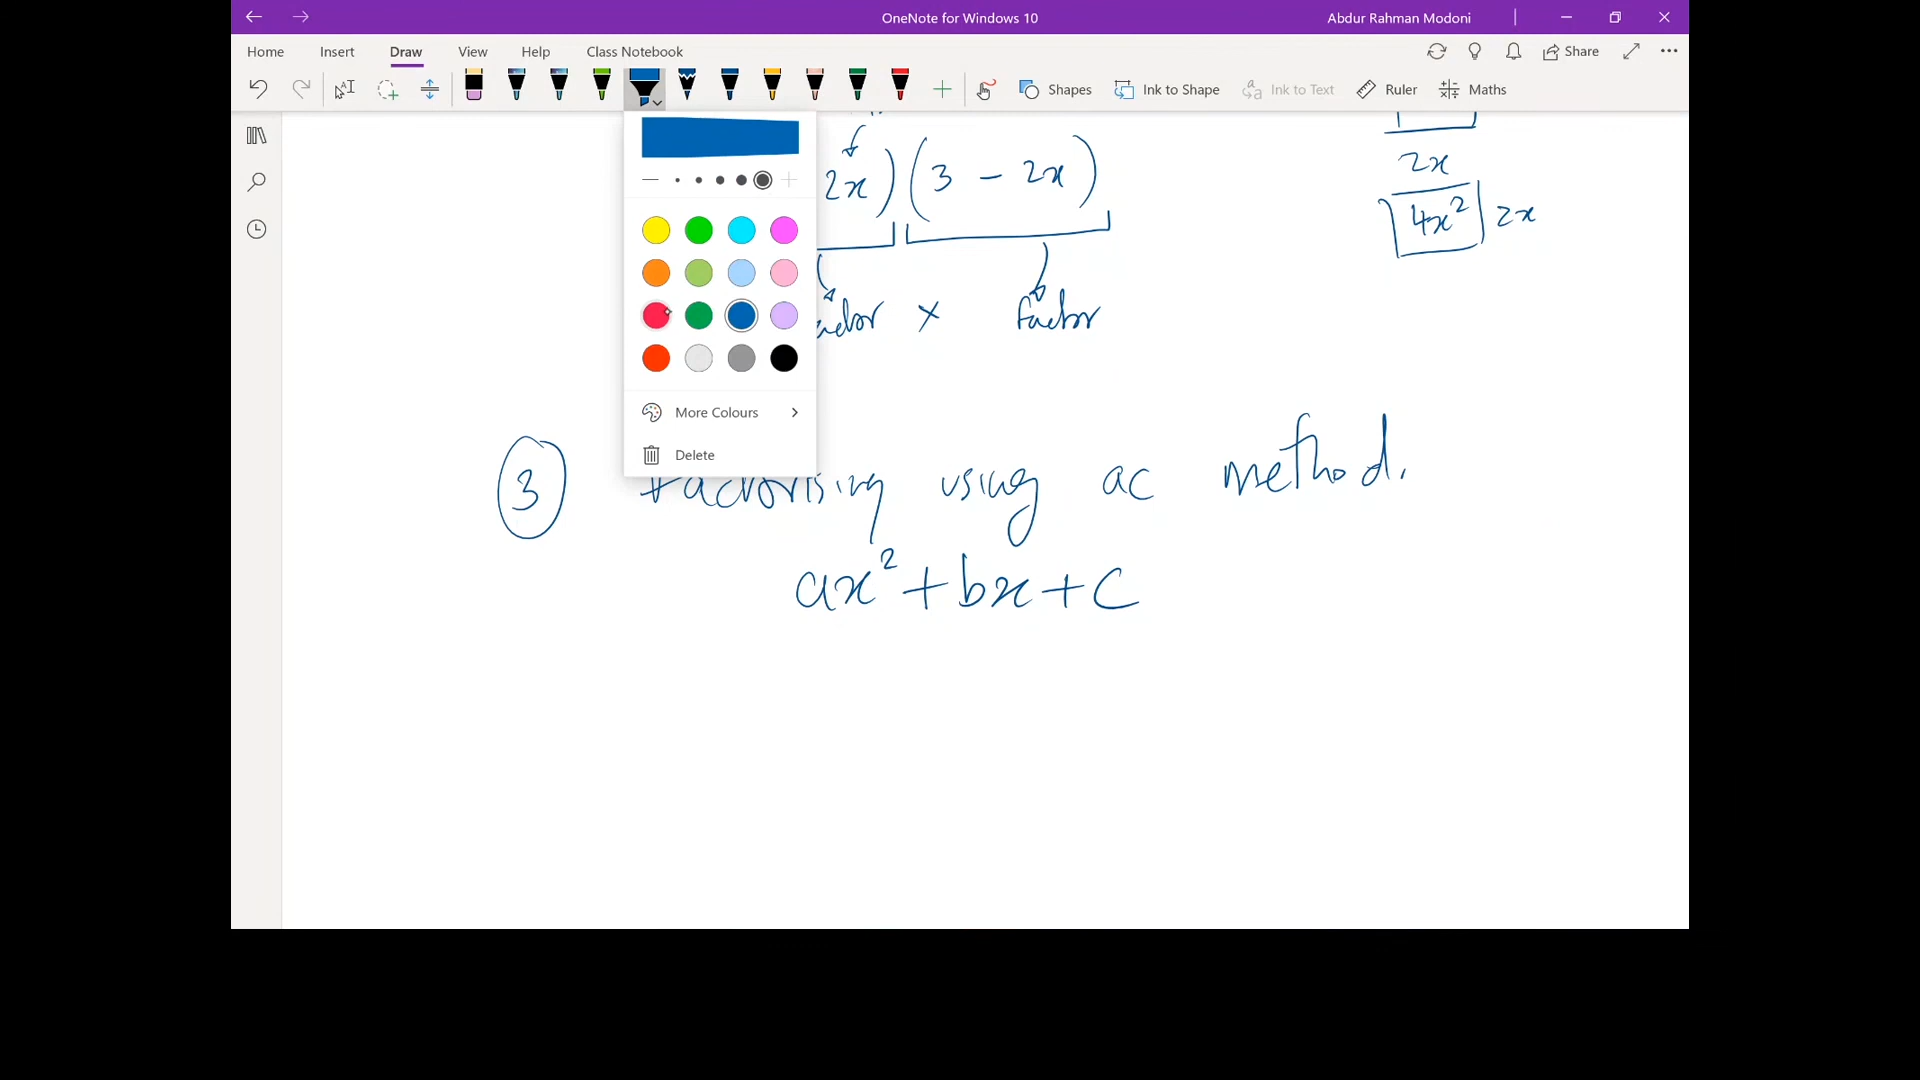 OneNote for Windows 10
Abdur Rahman Modoni
Home Insert Draw View Help Class Notebook
Share
Shapes Ink to Shape Ink to Text Ruler Maths
2x) (3 - 2x)
2x
4x² 2x
x factor
More Colours
Delete
③ Factorising using ac method.
ax² + bx + c